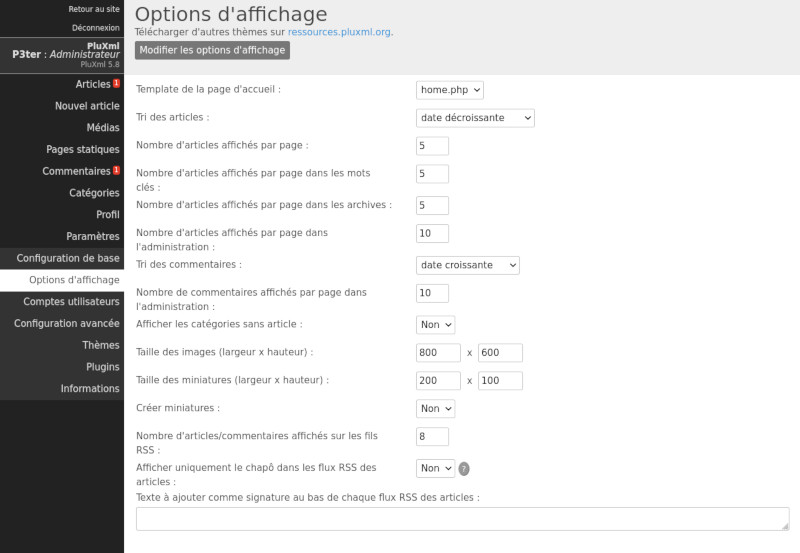 Retour au site
Déconnexion
PluXml
P3ter : Administrateur
PluXml 5.8
Articles 1
Nouvel article
Médias
Pages statiques
Commentaires 1
Catégories
Profil
Paramètres
Configuration de base
Options d'affichage
Comptes utilisateurs
Configuration avancée
Thèmes
Plugins
Informations
Options d'affichage
Télécharger d'autres thèmes sur ressources.pluxml.org.
Modifier les options d'affichage
Template de la page d'accueil : home.php
Tri des articles : date décroissante
Nombre d'articles affichés par page : 5
Nombre d'articles affichés par page dans les mots 5
clés :
Nombre d'articles affichés par page dans les archives : 5
Nombre d'articles affichés par page dans 10
l'administration :
Tri des commentaires : date croissante
Nombre de commentaires affichés par page dans 10
l'administration :
Afficher les catégories sans article : Non
Taille des images (largeur x hauteur) : 800 x 600
Taille des miniatures (largeur x hauteur) : 200 x 100
Créer miniatures : Non
Nombre d'articles/commentaires affichés sur les fils 8
RSS :
Afficher uniquement le chapô dans les flux RSS des Non ?
articles :
Texte à ajouter comme signature au bas de chaque flux RSS des articles :